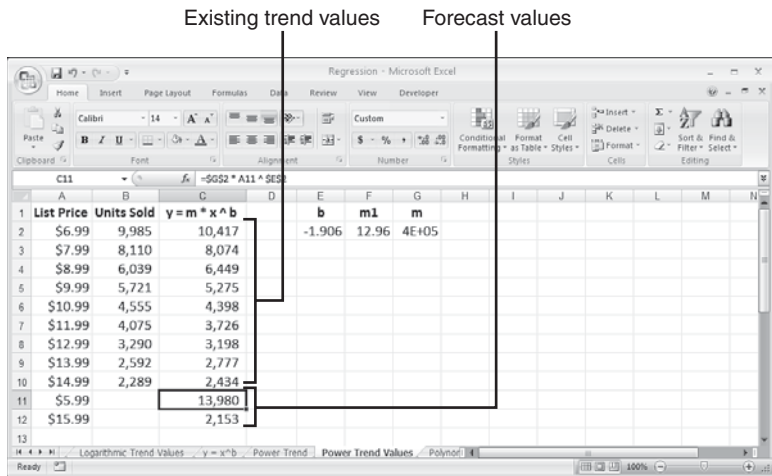 Existing trend values Forecast values
Regression - Microsoft Excel
Home Insert Page Layout Formulas Data Review View Developer
Calibri 14 A A Custom Insert
Paste B I U A $ % , Conditional Formatting Format as Table Cell Styles Delete Format Sort & Filter Find & Select
Clipboard Font Alignment Number Styles Cells Editing
C11 fx =$G$2 * A11 ^ $E$2
A B C D E F G H I J K L M N
1 List Price Units Sold y = m * x ^ b b m1 m
2 $6.99 9,985 10,417 -1.906 12.96 4E+05
3 $7.99 8,110 8,074
4 $8.99 6,039 6,449
5 $9.99 5,721 5,275
6 $10.99 4,555 4,398
7 $11.99 4,075 3,726
8 $12.99 3,290 3,198
9 $13.99 2,592 2,777
10 $14.99 2,289 2,434
11 $5.99 13,980
12 $15.99 2,153
13
Logarithmic Trend Values y = x^b Power Trend Power Trend Values Polynom
Ready 100%